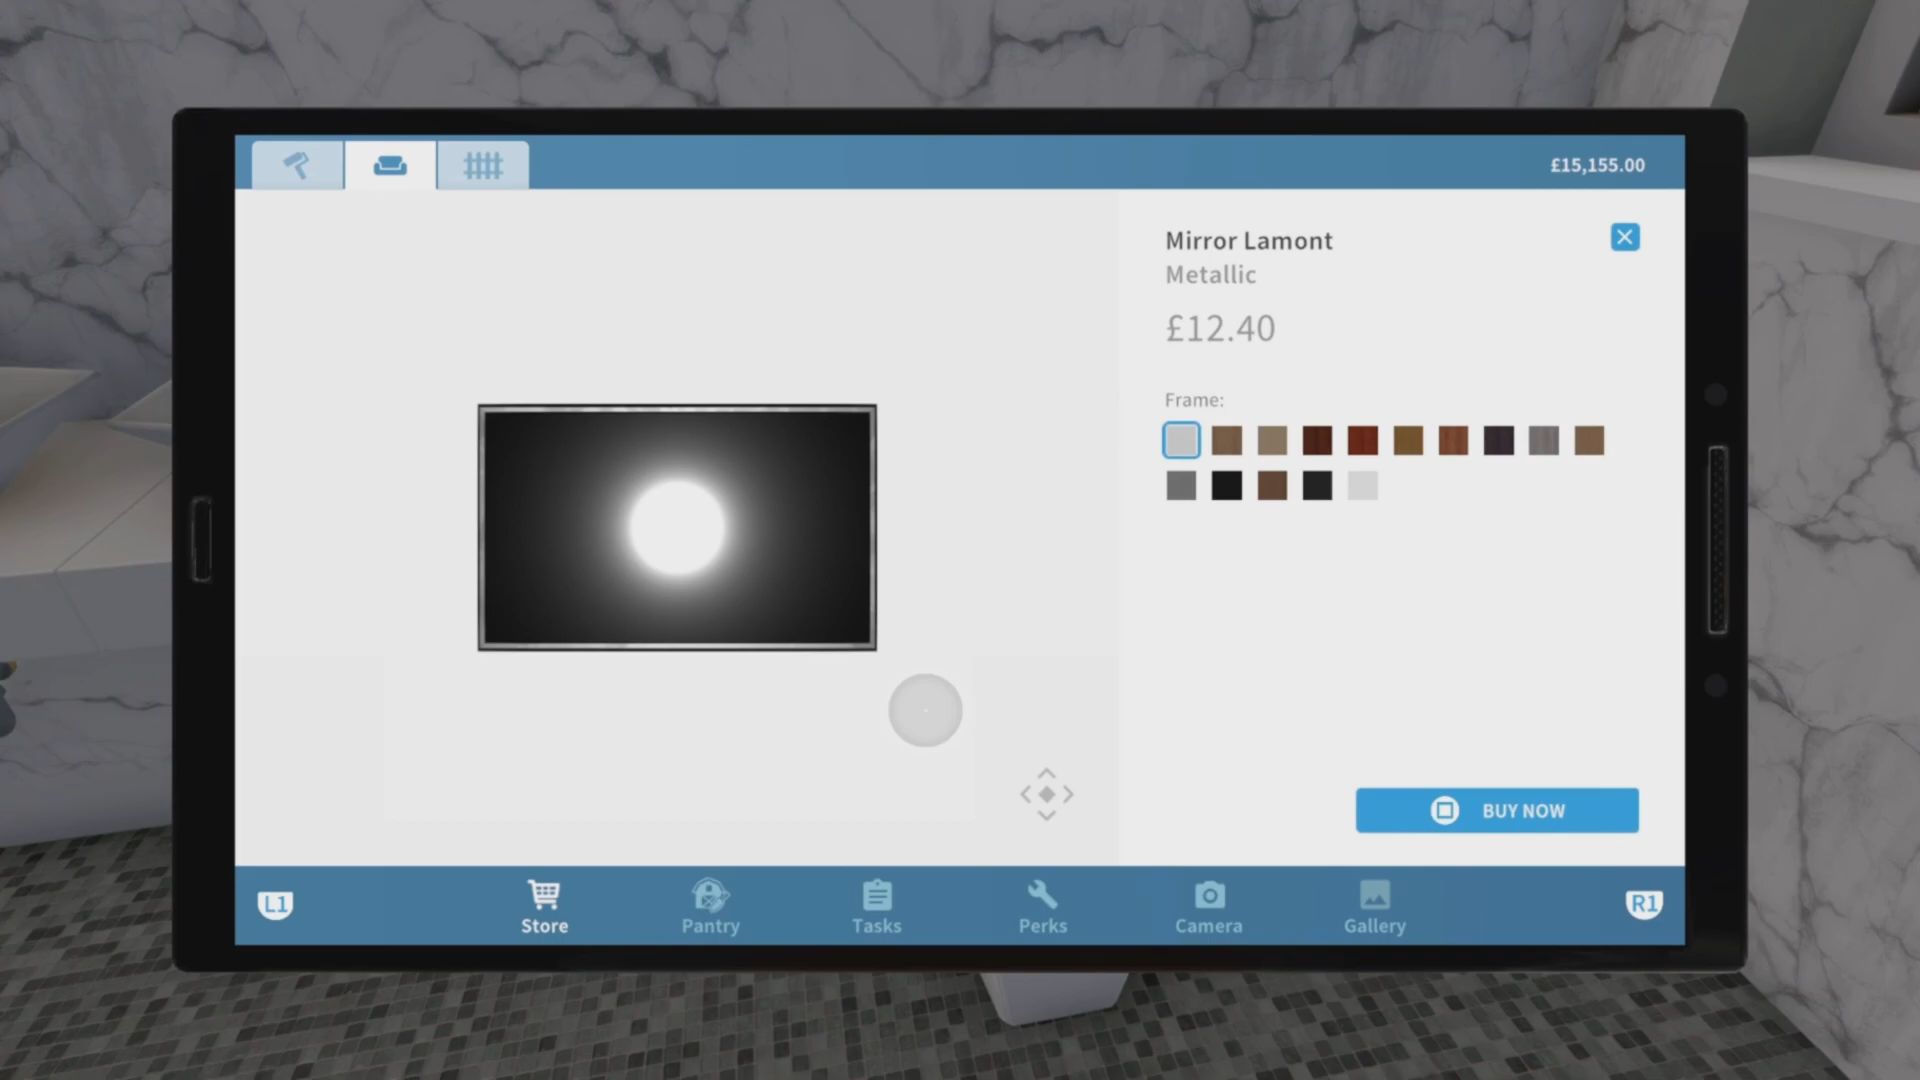 £15,155.00
Mirror Lamont
Metallic
£12.40
Frame:
BUY NOW
L1
Store
Pantry
Tasks
Perks
Camera
Gallery
R1